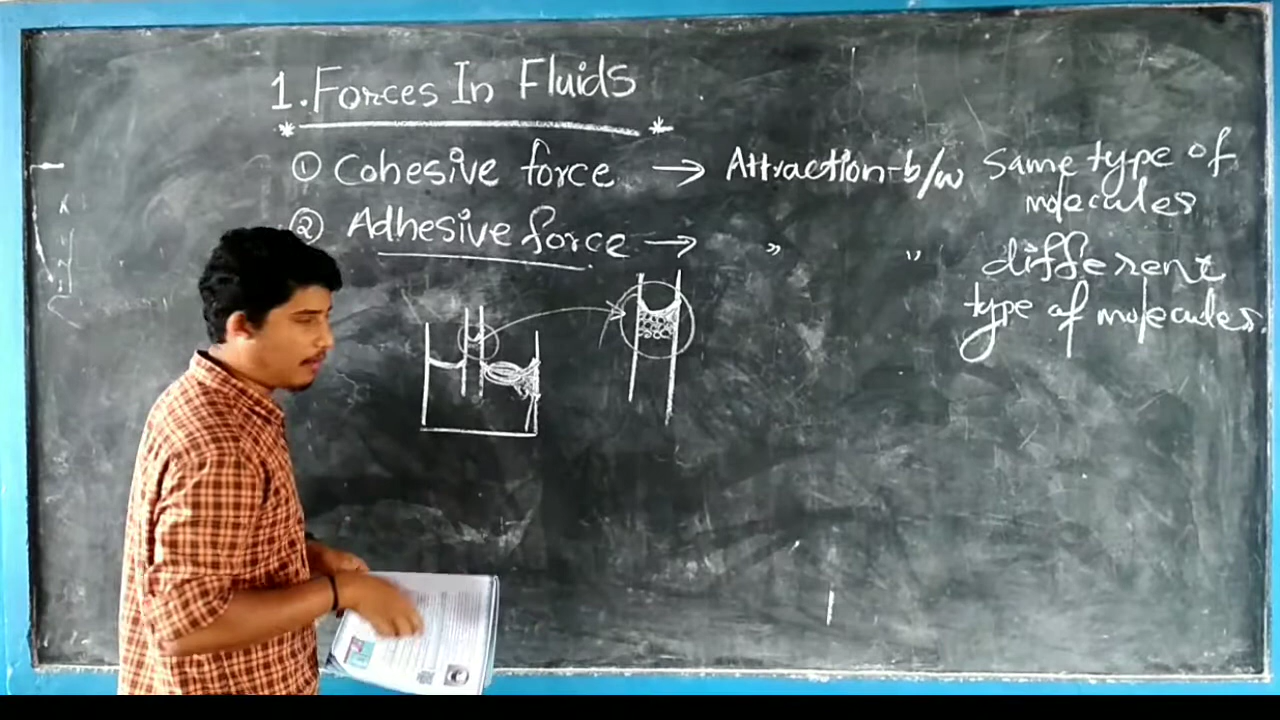 1. Forces In Fluids
① Cohesive force → Attraction b/w Same type of
molecules
② Adhesive force → " " different
type of molecules.